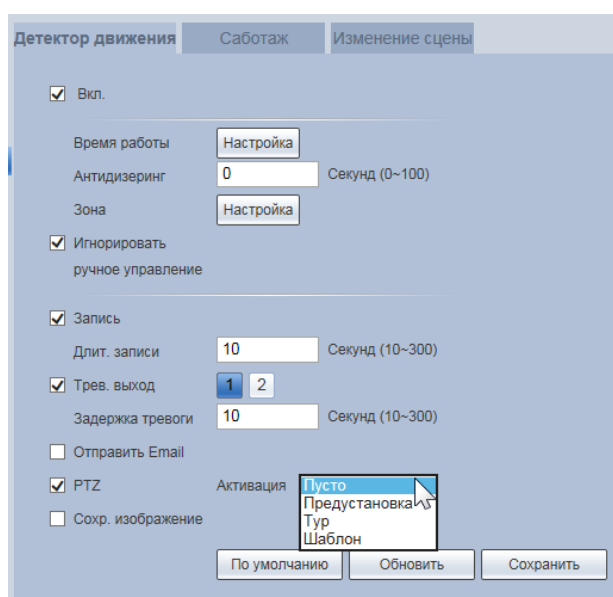 Детектор движения Саботаж Изменение сцены
Вкл.
Время работы Настройка
Антидизеринг 0 Секунд (0~100)
Зона Настройка
Игнорировать
ручное управление
Запись
Длит. записи 10 Секунд (10~300)
Трев. выход 1 2
Задержка тревоги 10 Секунд (10~300)
Отправить Email
PTZ Активация Пусто
Предустановка
Сохр. изображение Тур
Шаблон
По умолчанию Обновить Сохранить